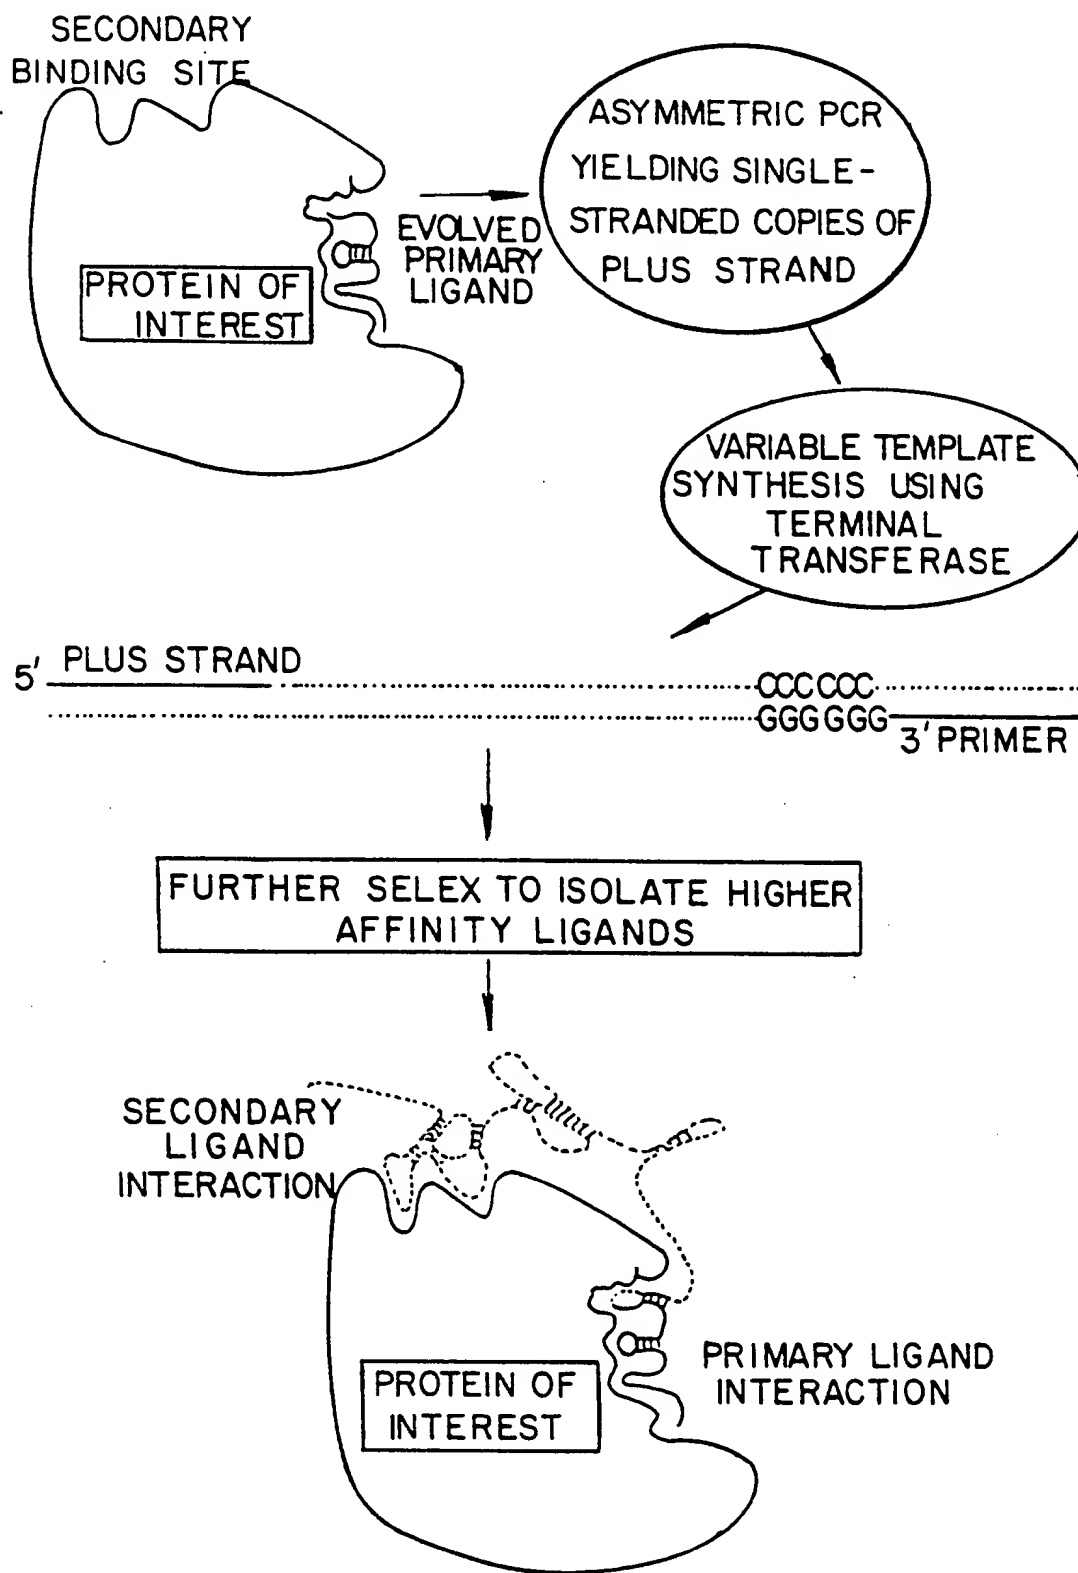 SECONDARY
BINDING SITE
PROTEIN OF
INTEREST
EVOLVED
PRIMARY
LIGAND
ASYMMETRIC PCR
YIELDING SINGLE-
STRANDED COPIES OF
PLUS STRAND
VARIABLE TEMPLATE
SYNTHESIS USING
TERMINAL
TRANSFERASE
5' PLUS STRAND
CCCCCC
GGGGGGG
3' PRIMER
FURTHER SELEX TO ISOLATE HIGHER
AFFINITY LIGANDS
SECONDARY
LIGAND
INTERACTION
PROTEIN OF
INTEREST
PRIMARY LIGAND
INTERACTION